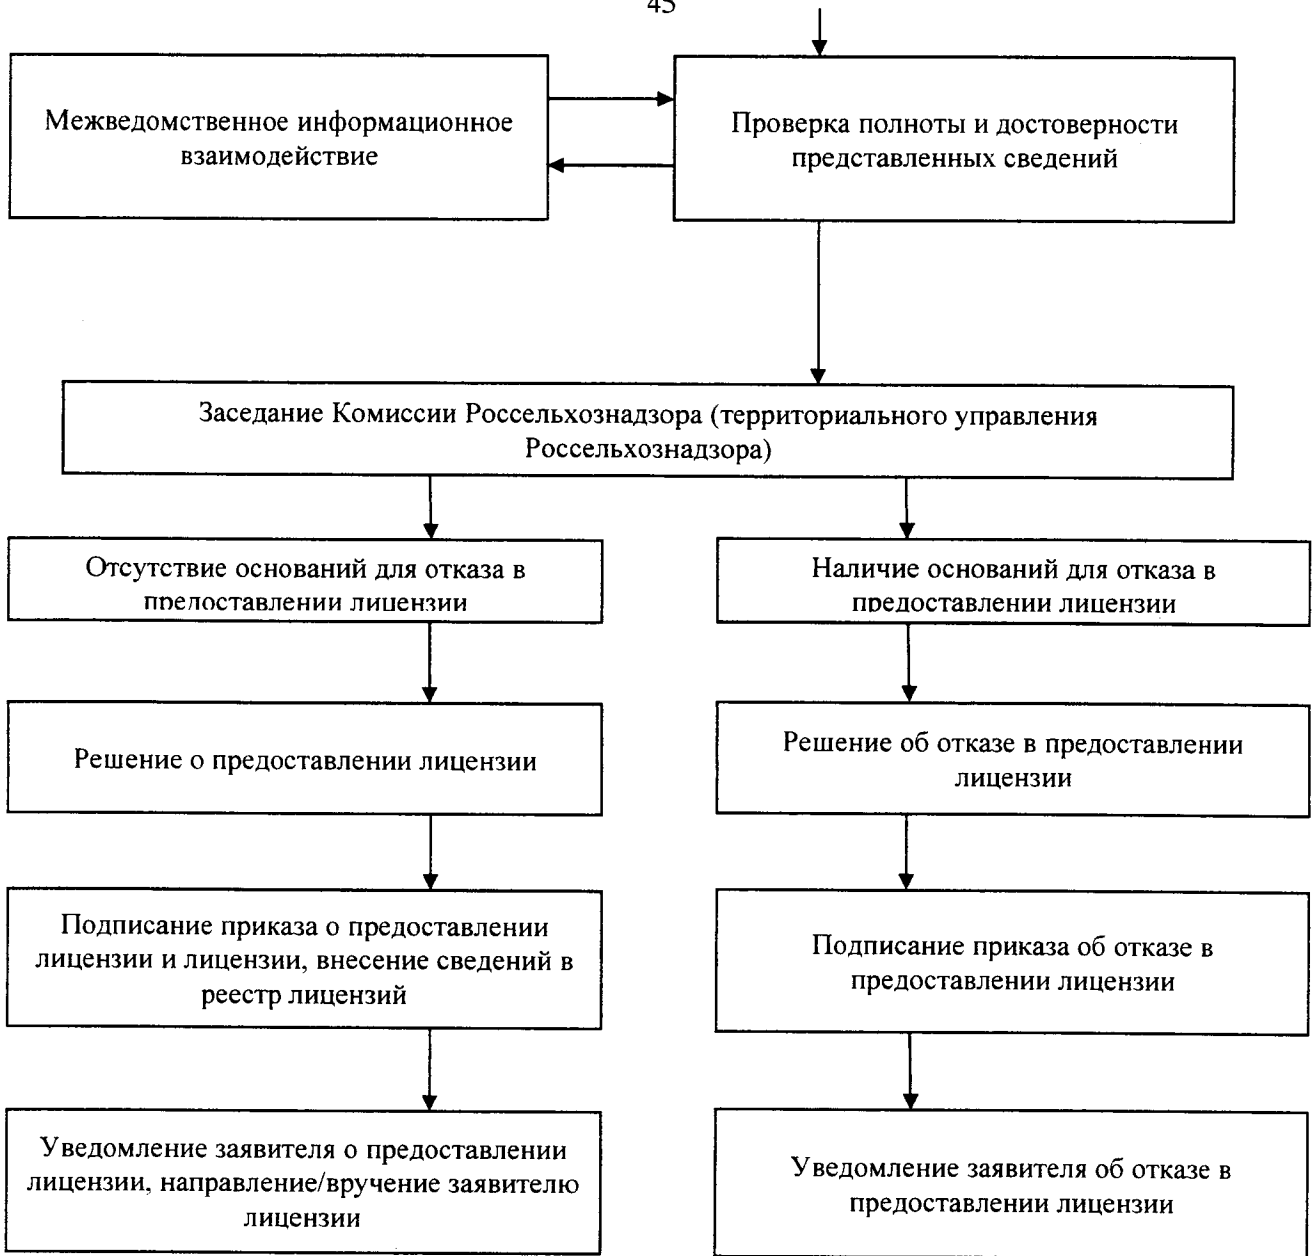 45
Межведомственное информационное
взаимодействие
Проверка полноты и достоверности
представленных сведений
Заседание Комиссии Россельхознадзора (территориального управления
Россельхознадзора)
Отсутствие оснований для отказа в
предоставлении лицензии
Наличие оснований для отказа в
предоставлении лицензии
Решение о предоставлении лицензии
Решение об отказе в предоставлении
лицензии
Подписание приказа о предоставлении
лицензии и лицензии, внесение сведений в
реестр лицензий
Подписание приказа об отказе в
предоставлении лицензии
Уведомление заявителя о предоставлении
лицензии, направление/вручение заявителю
лицензии
Уведомление заявителя об отказе в
предоставлении лицензии